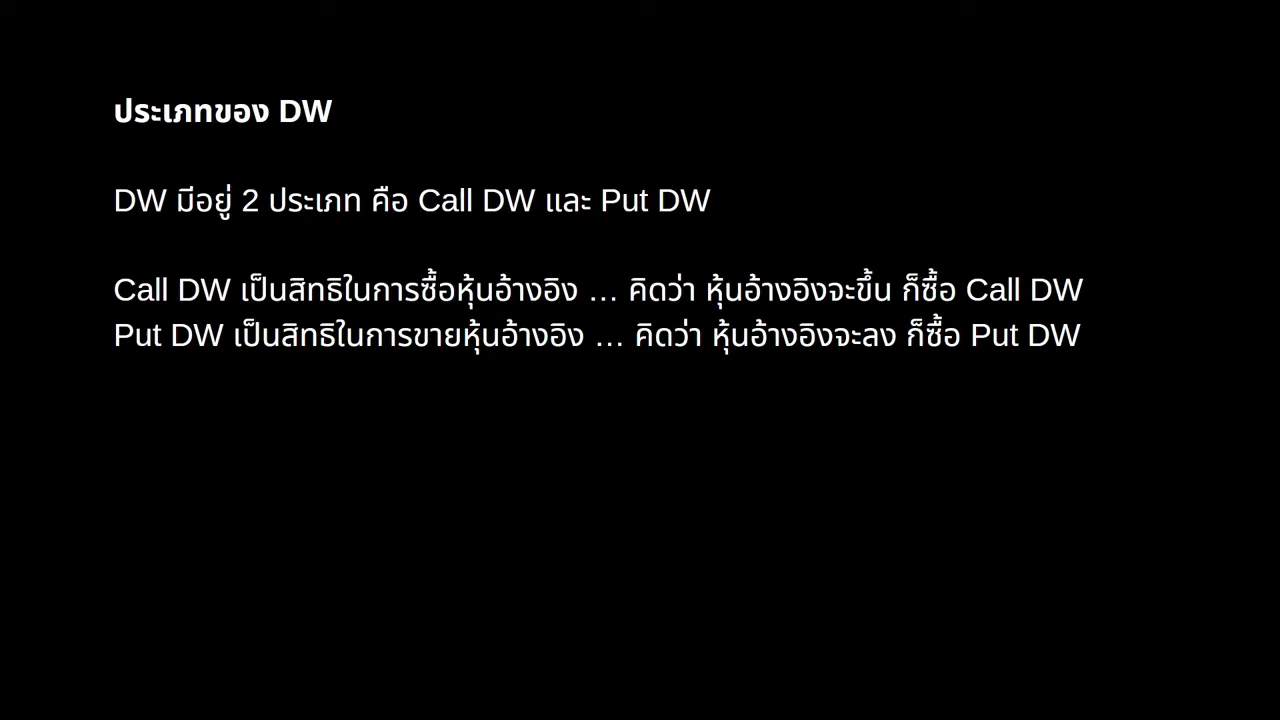 ประเภทของ DW
DW มีอยู่ 2 ประเภท คือ Call DW และ Put DW
Call DW เป็นสิทธิในการซื้อหุ้นอ้างอิง … คิดว่า หุ้นอ้างอิงจะขึ้น ก็ซื้อ Call DW
Put DW เป็นสิทธิในการขายหุ้นอ้างอิง … คิดว่า หุ้นอ้างอิงจะลง ก็ซื้อ Put DW